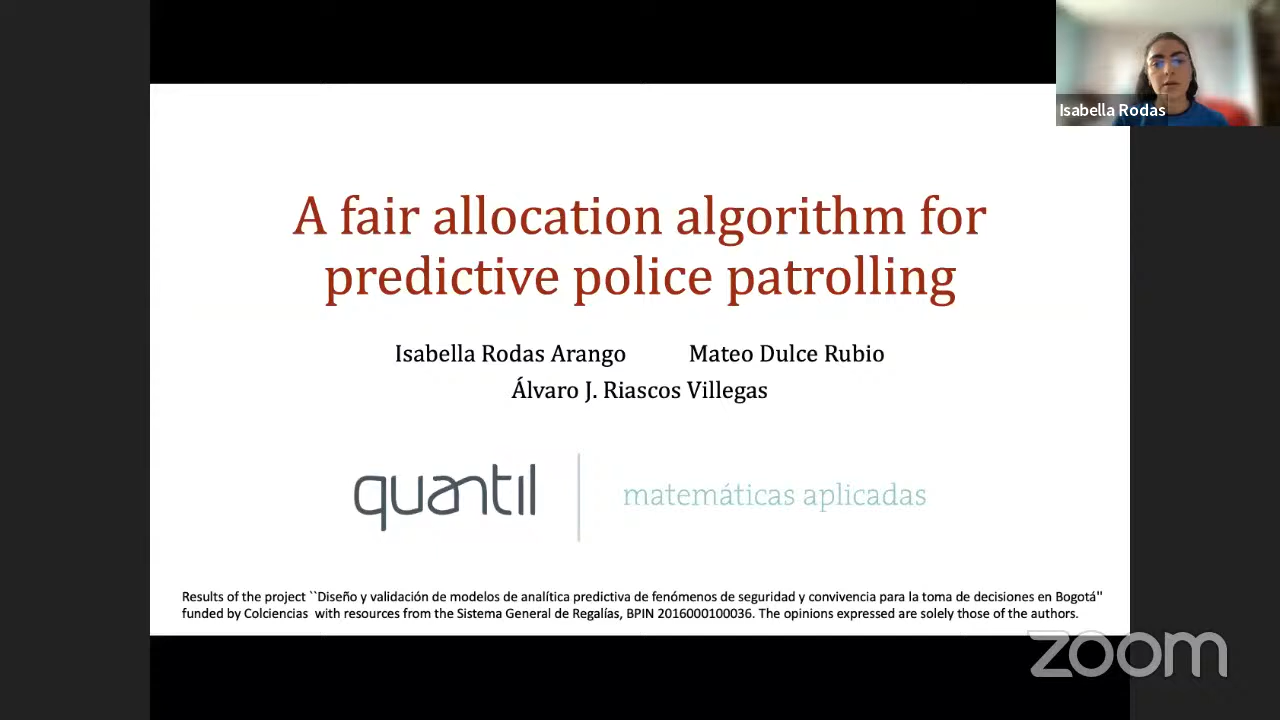 Isabella Rodas
A fair allocation algorithm for
predictive police patrolling
Isabella Rodas Arango Mateo Dulce Rubio
Álvaro J. Riascos Villegas
quantil matemáticas aplicadas
Results of the project ``Diseño y validación de modelos de analítica predictiva de fenómenos de seguridad y convivencia para la toma de decisiones en Bogotá''
funded by Colciencias with resources from the Sistema General de Regalías, BPIN 2016000100036. The opinions expressed are solely those of the authors.
zoom